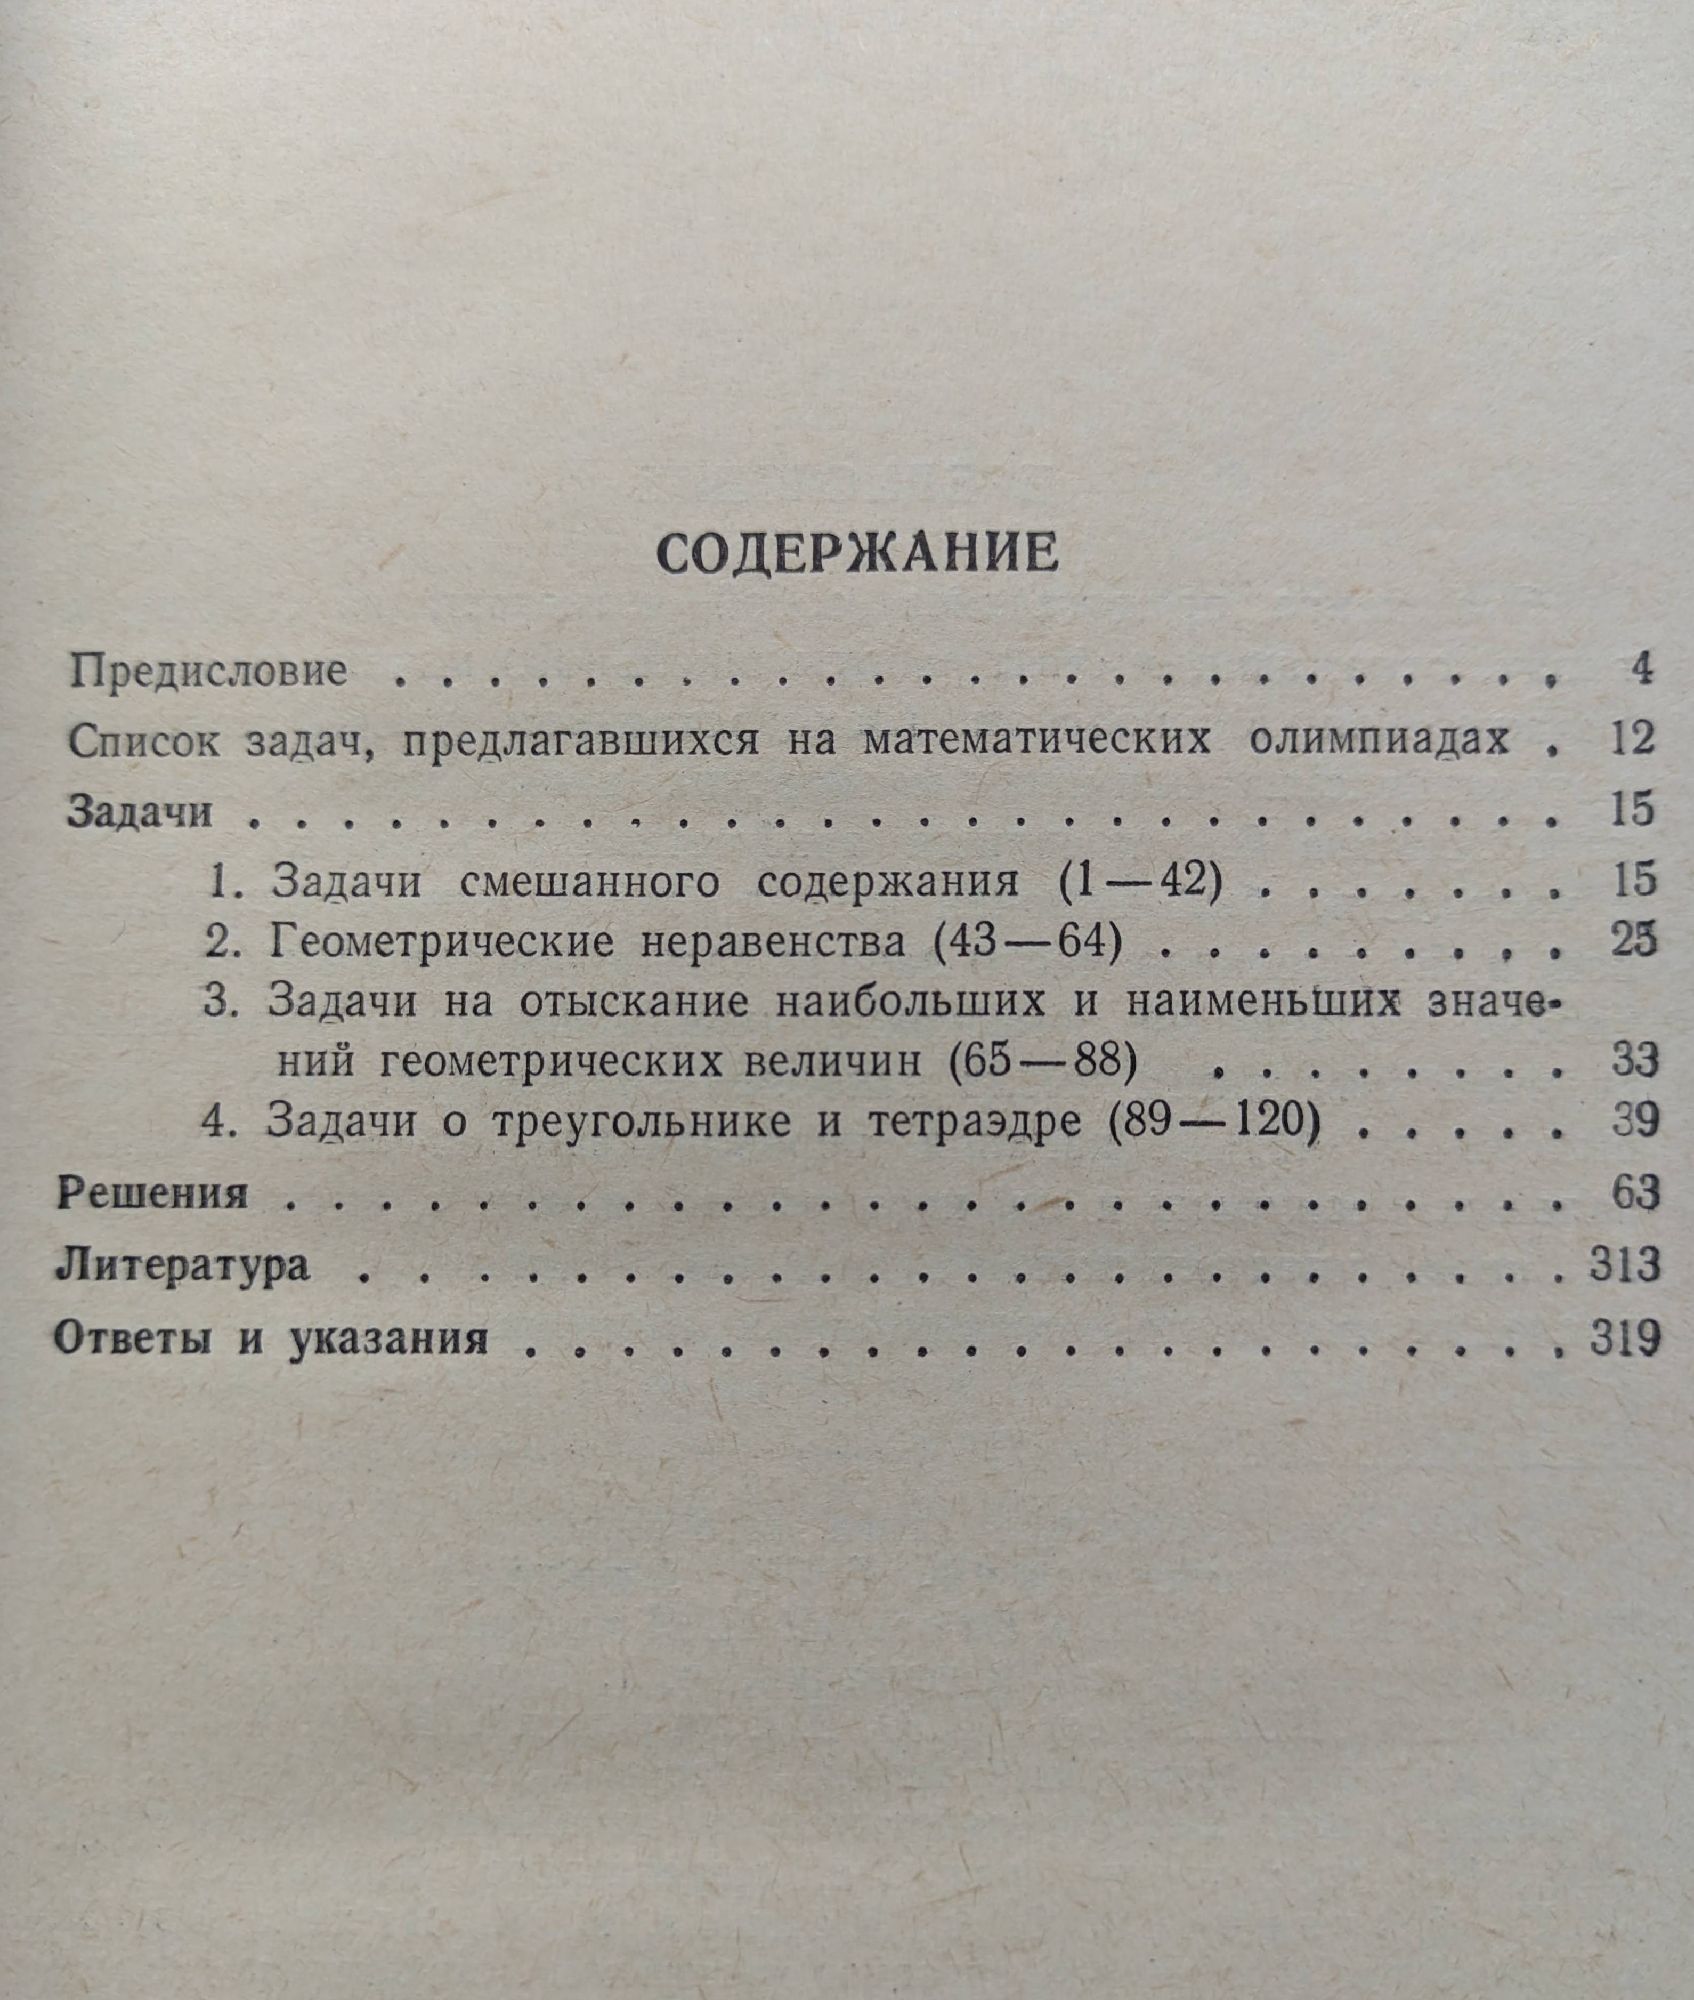 СОДЕРЖАНИЕ
Предисловие . . . . . . . . . . . . . . . . . . . . . . . . . 4
Список задач, предлагавшихся на математических олимпиадах . 12
Задачи . . . . . . . . . . . . . . . . . . . . . . . . . . . . 15
1. Задачи смешанного содержания (1—42) . . . . . . . 15
2. Геометрические неравенства (43—64) . . . . . . . . . 25
3. Задачи на отыскание наибольших и наименьших значе-
ний геометрических величин (65—88) . . . . . . . . 33
4. Задачи о треугольнике и тетраэдре (89—120) . . . . . 39
Решения . . . . . . . . . . . . . . . . . . . . . . . . . . . 63
Литература . . . . . . . . . . . . . . . . . . . . . . . . . 313
Ответы и указания . . . . . . . . . . . . . . . . . . . . . . 319